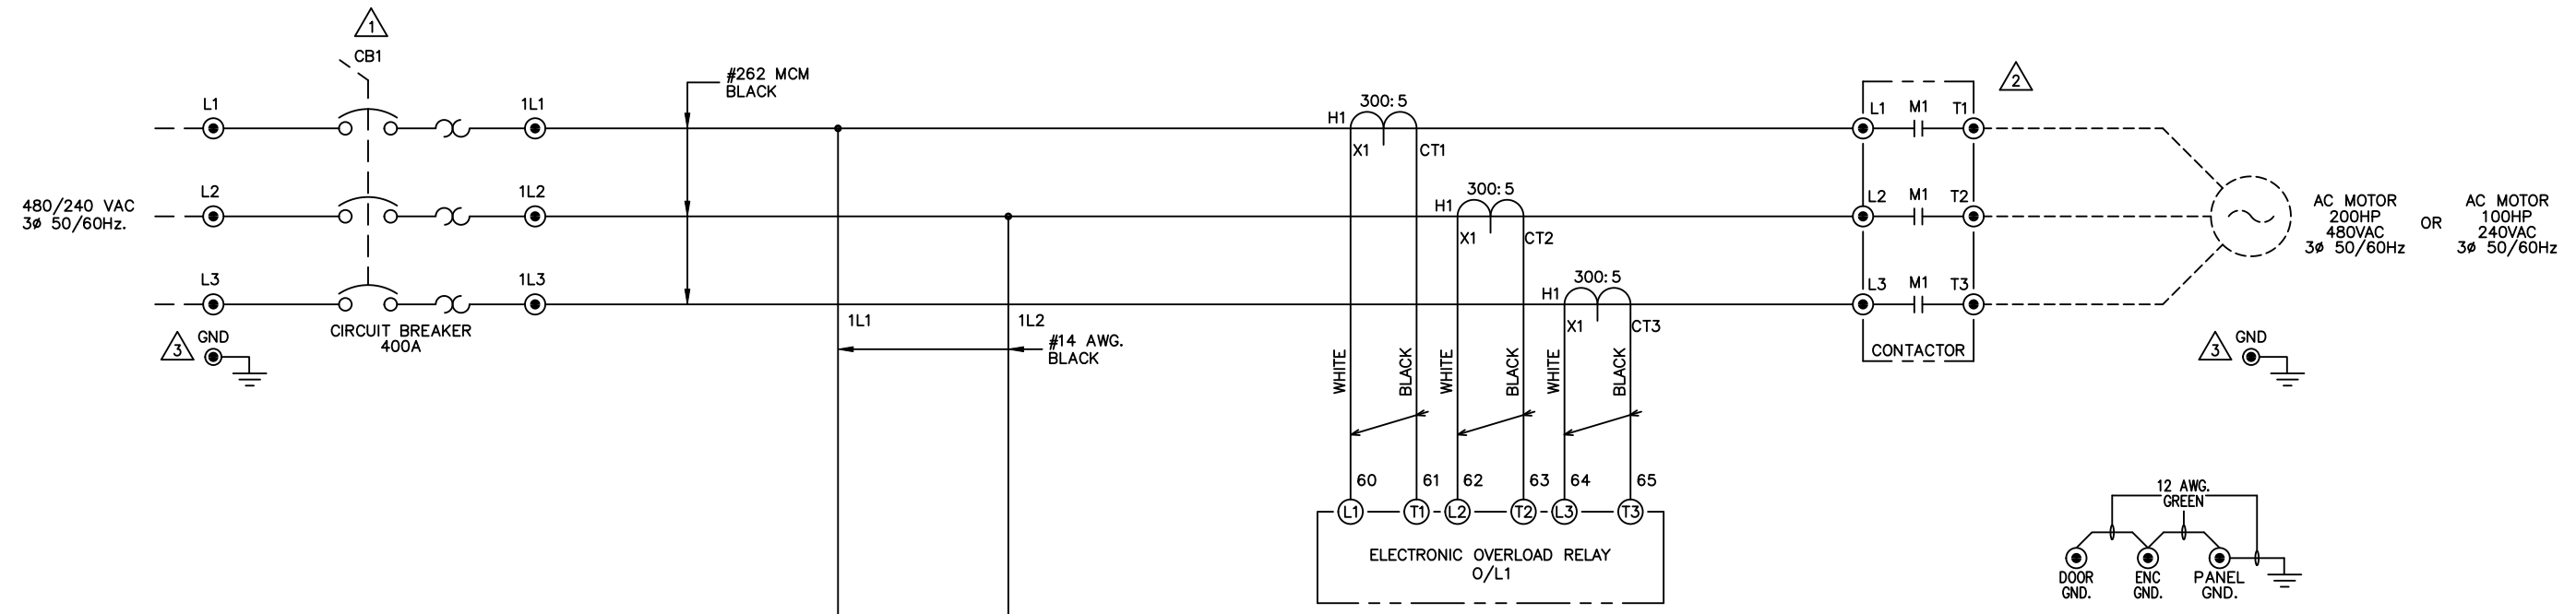 1
CB1
#262 MCM
BLACK
L1
1L1
L2
1L2
L3
1L3
480/240 VAC
3ø 50/60Hz.
CIRCUIT BREAKER
400A
3
GND
1L1
1L2
#14 AWG.
BLACK
300:5
H1
X1
CT1
300:5
H1
X1
CT2
300:5
H1
X1
CT3
WHITE
BLACK
WHITE
BLACK
WHITE
BLACK
60
61
62
63
64
65
L1
T1
L2
T2
L3
T3
ELECTRONIC OVERLOAD RELAY
O/L1
2
L1
M1
T1
L2
M1
T2
L3
M1
T3
CONTACTOR
AC MOTOR
200HP
480VAC
3ø 50/60Hz
OR
AC MOTOR
100HP
240VAC
3ø 50/60Hz
3
GND
12 AWG.
GREEN
DOOR
GND.
ENC
GND.
PANEL
GND.